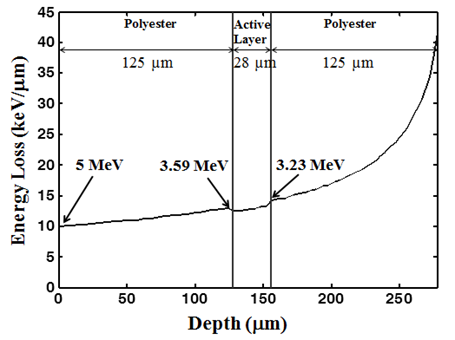 Polyester Active Layer Polyester
125 µm 28 µm 125 µm
5 MeV 3.59 MeV 3.23 MeV
Energy Loss (keV/µm)
45
40
35
30
25
20
15
10
5
0
0 50 100 150 200 250
Depth (µm)